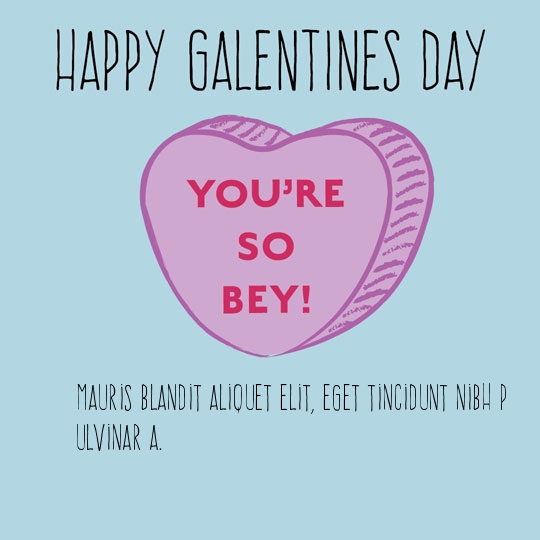 HAPPY GALENTINES DAY
YOU'RE
SO
BEY!
MAURIS BLANDIT ALIQUET ELIT, EGET TINCIDUNT NIBH P
ULVINAR A.